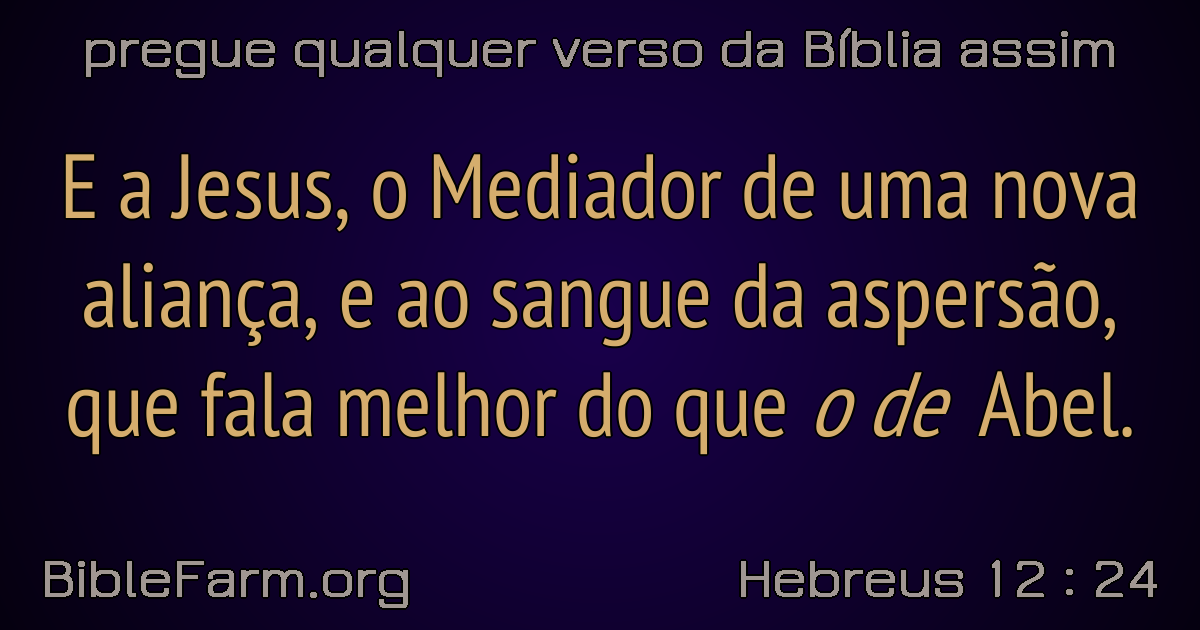 pregue qualquer verso da Bíblia assim
E a Jesus, o Mediador de uma nova
aliança, e ao sangue da aspersão,
que fala melhor do que o de Abel.
BibleFarm.org
Hebreus 12 : 24